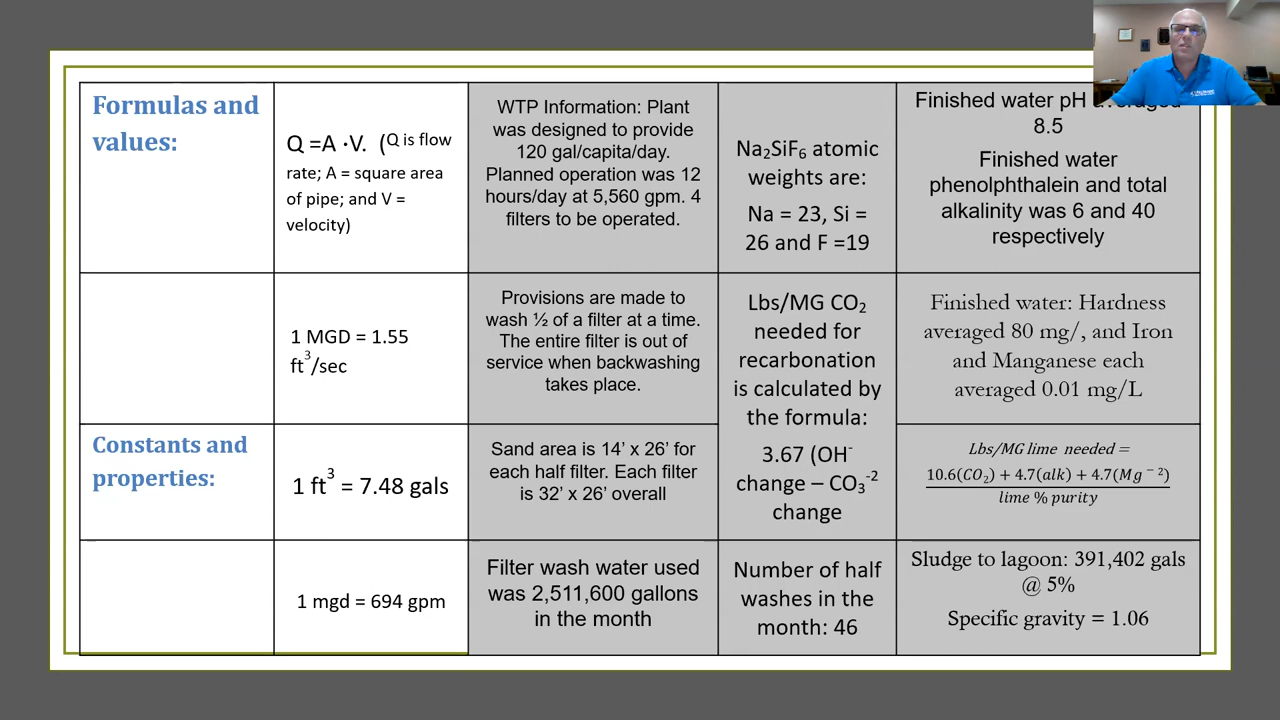 Formulas and
values:
Q =A ·V. (Q is flow
rate; A = square area
of pipe; and V =
velocity)
WTP Information: Plant
was designed to provide
120 gal/capita/day.
Planned operation was 12
hours/day at 5,560 gpm. 4
filters to be operated.
Na₂SiF₆ atomic
weights are:
Na = 23, Si =
26 and F =19
Finished water pH averaged
8.5
Finished water
phenolphthalein and total
alkalinity was 6 and 40
respectively
1 MGD = 1.55
ft³/sec
Provisions are made to
wash ½ of a filter at a time.
The entire filter is out of
service when backwashing
takes place.
Lbs/MG CO₂
needed for
recarbonation
is calculated by
the formula:
3.67 (OH⁻
change – CO₃⁻²
change
Finished water: Hardness
averaged 80 mg/, and Iron
and Manganese each
averaged 0.01 mg/L
Constants and
properties:
1 ft³ = 7.48 gals
Sand area is 14’ x 26’ for
each half filter. Each filter
is 32’ x 26’ overall
Lbs/MG lime needed =
10.6(CO₂) + 4.7(alk) + 4.7(Mg⁻²)
lime % purity
1 mgd = 694 gpm
Filter wash water used
was 2,511,600 gallons
in the month
Number of half
washes in the
month: 46
Sludge to lagoon: 391,402 gals
@ 5%
Specific gravity = 1.06